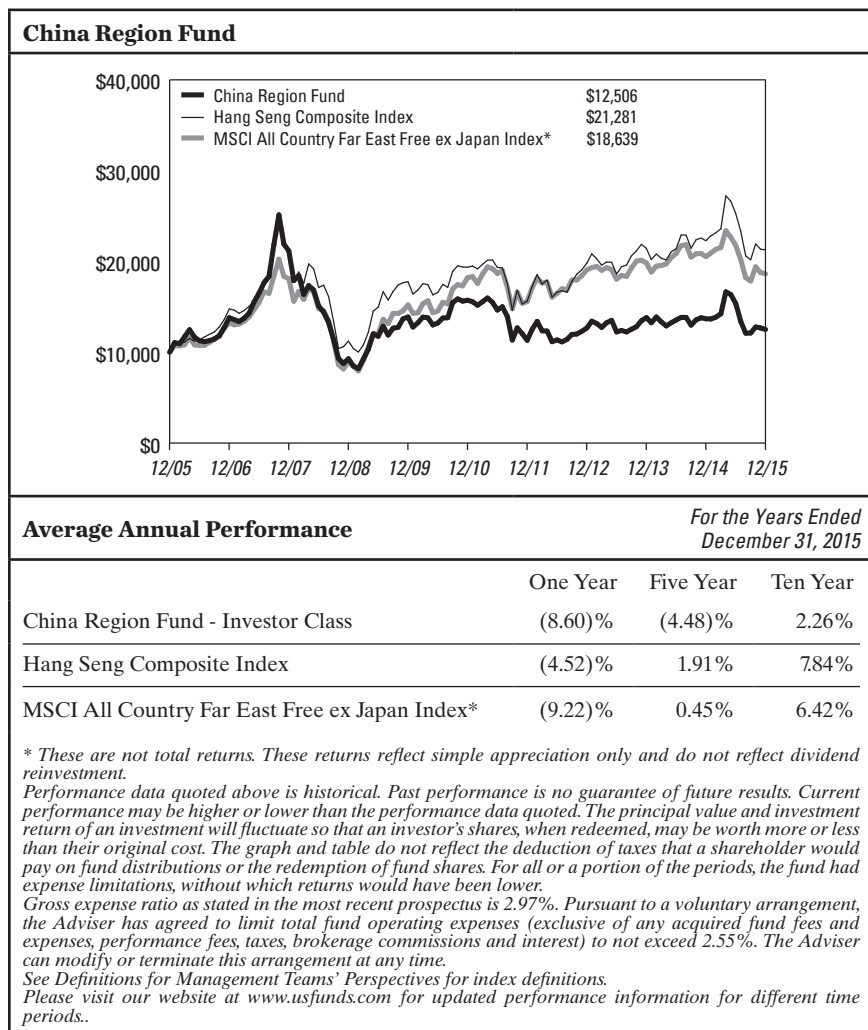 China Region Fund
$40,000
$30,000
$20,000
$10,000
$0
China Region Fund $12,506
Hang Seng Composite Index $21,281
MSCI All Country Far East Free ex Japan Index* $18,639
12/05 12/06 12/07 12/08 12/09 12/10 12/11 12/12 12/13 12/14 12/15
Average Annual Performance
For the Years Ended
December 31, 2015
One Year Five Year Ten Year
China Region Fund - Investor Class (8.60)% (4.48)% 2.26%
Hang Seng Composite Index (4.52)% 1.91% 7.84%
MSCI All Country Far East Free ex Japan Index* (9.22)% 0.45% 6.42%
* These are not total returns. These returns reflect simple appreciation only and do not reflect dividend
reinvestment.
Performance data quoted above is historical. Past performance is no guarantee of future results. Current
performance may be higher or lower than the performance data quoted. The principal value and investment
return of an investment will fluctuate so that an investor's shares, when redeemed, may be worth more or less
than their original cost. The graph and table do not reflect the deduction of taxes that a shareholder would
pay on fund distributions or the redemption of fund shares. For all or a portion of the periods, the fund had
expense limitations, without which returns would have been lower.
Gross expense ratio as stated in the most recent prospectus is 2.97%. Pursuant to a voluntary arrangement,
the Adviser has agreed to limit total fund operating expenses (exclusive of any acquired fund fees and
expenses, performance fees, taxes, brokerage commissions and interest) to not exceed 2.55%. The Adviser
can modify or terminate this arrangement at any time.
See Definitions for Management Teams' Perspectives for index definitions.
Please visit our website at www.usfunds.com for updated performance information for different time
periods..